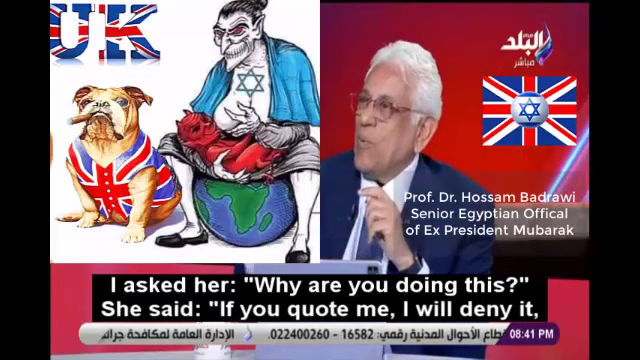 UK
البلد
مباشر
Prof. Dr. Hossam Badrawi
Senior Egyptian Offical
of Ex President Mubarak
I asked her: "Why are you doing this?"
She said: "If you quote me, I will deny it,
طاع الأحوال المدنية رقمي: 16582 - 022400260
الإدارة العامة لمكافحة جرائـ
08:41 PM